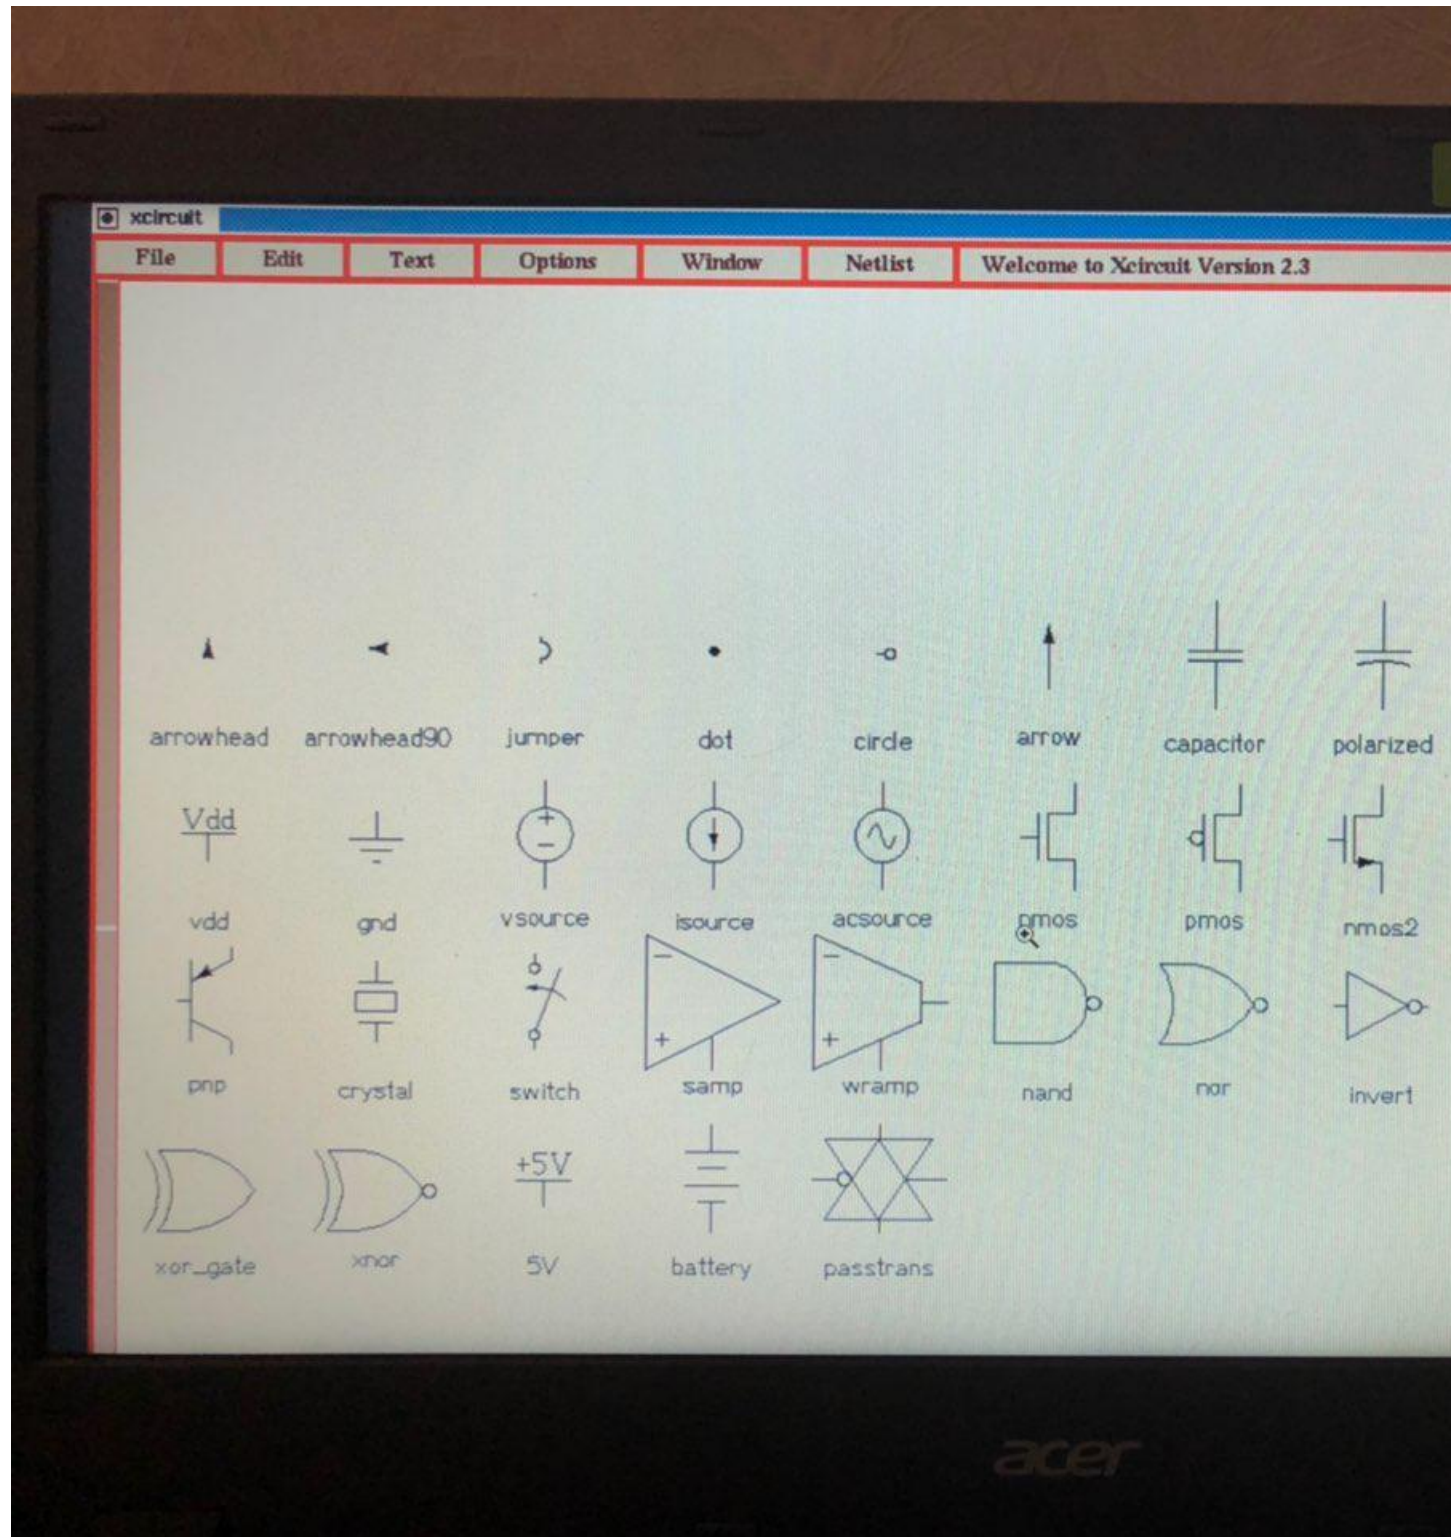 xcircuit
File Edit Text Options Window Netlist Welcome to Xcircuit Version 2.3
arrowhead arrowhead90 jumper dot circle arrow capacitor polarized
Vdd
+
−
vdd gnd vsource isource acsource nmos pmos nmos2
− −
+ +
pnp crystal switch samp wramp nand nor invert
+5V
xor_gate xnor 5V battery passtrans
acer